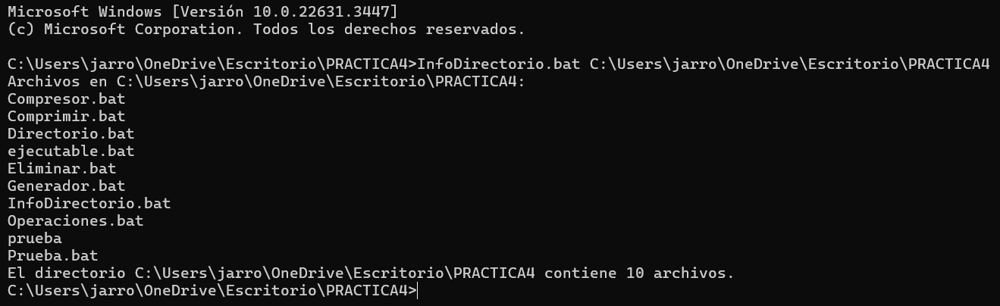 Microsoft Windows [Versión 10.0.22631.3447]
(c) Microsoft Corporation. Todos los derechos reservados.
C:\Users\jarro\OneDrive\Escritorio\PRACTICA4>InfoDirectorio.bat C:\Users\jarro\OneDrive\Escritorio\PRACTICA4
Archivos en C:\Users\jarro\OneDrive\Escritorio\PRACTICA4:
Compresor.bat
Comprimir.bat
Directorio.bat
ejecutable.bat
Eliminar.bat
Generador.bat
InfoDirectorio.bat
Operaciones.bat
prueba
Prueba.bat
El directorio C:\Users\jarro\OneDrive\Escritorio\PRACTICA4 contiene 10 archivos.
C:\Users\jarro\OneDrive\Escritorio\PRACTICA4>